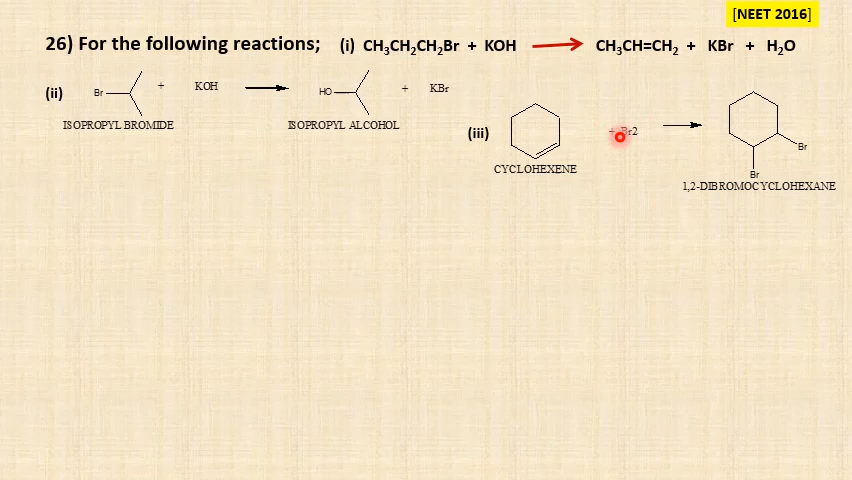 [NEET 2016]
26) For the following reactions; (i) CH₃CH₂CH₂Br + KOH CH₃CH=CH₂ + KBr + H₂O
(ii) Br + KOH HO + KBr
ISOPROPYL BROMIDE ISOPROPYL ALCOHOL
(iii) + Br2 Br
Br
CYCLOHEXENE
1,2-DIBROMOCYCLOHEXANE